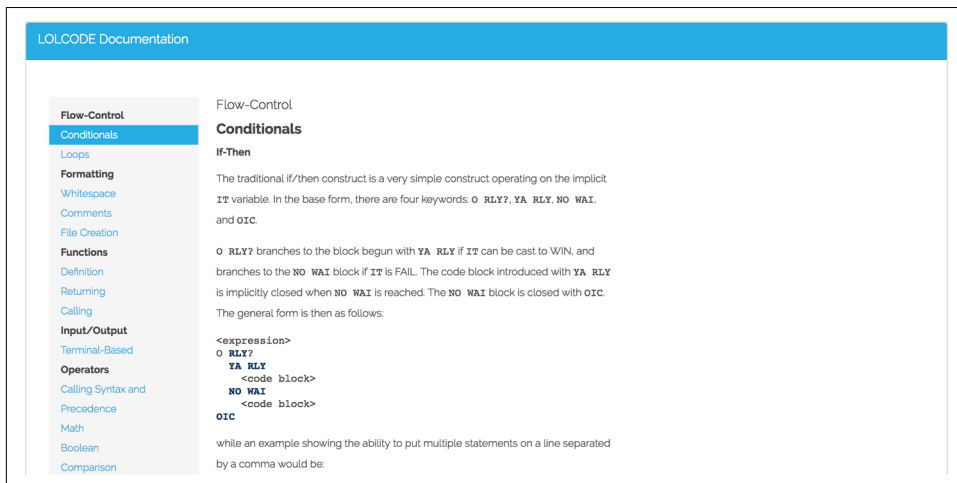 LOLCODE Documentation
Flow-Control
Conditionals
Loops
Formatting
Whitespace
Comments
File Creation
Functions
Definition
Returning
Calling
Input/Output
Terminal-Based
Operators
Calling Syntax and
Precedence
Math
Boolean
Comparison
Flow-Control
Conditionals
If-Then
The traditional if/then construct is a very simple construct operating on the implicit
IT variable. In the base form, there are four keywords: O RLY?, YA RLY, NO WAI,
and OIC.
O RLY? branches to the block begun with YA RLY if IT can be cast to WIN, and
branches to the NO WAI block if IT is FAIL. The code block introduced with YA RLY
is implicitly closed when NO WAI is reached. The NO WAI block is closed with OIC.
The general form is then as follows:
<expression>
O RLY?
  YA RLY
    <code block>
  NO WAI
    <code block>
OIC
while an example showing the ability to put multiple statements on a line separated
by a comma would be: